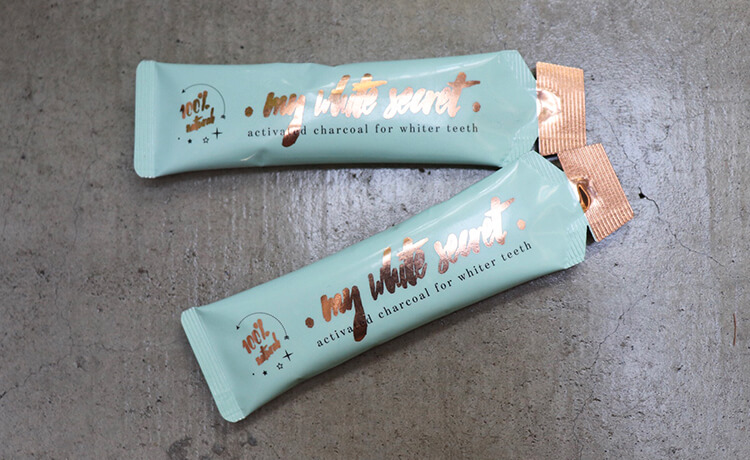 100%
natural
• my white secret •
activated charcoal for whiter teeth
100%
natural
• my white secret •
activated charcoal for whiter teeth